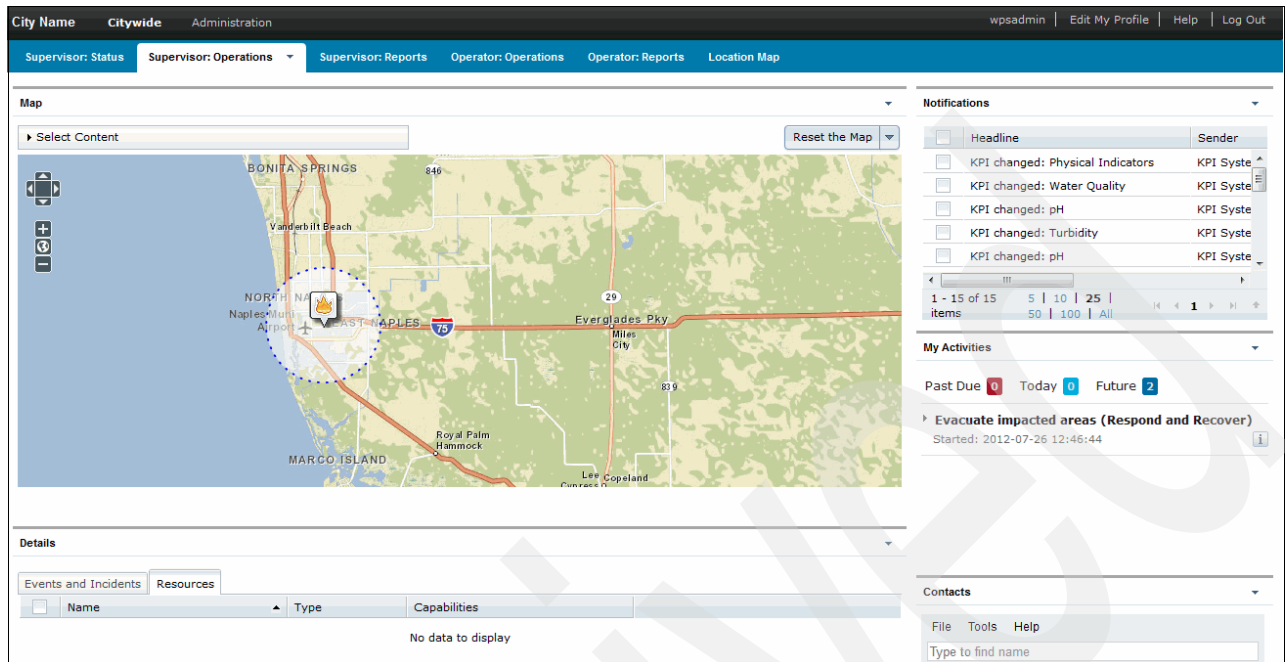 City Name Citywide Administration wpsadmin | Edit My Profile | Help | Log Out
Supervisor: Status Supervisor: Operations Supervisor: Reports Operator: Operations Operator: Reports Location Map
Map
Select Content
Reset the Map
BONITA SPRINGS
846
Vanderbilt Beach
NORTH NA
Naples Muni
Airport
EAST NAPLES
75
29
Everglades Pky
Miles
City
839
Royal Palm
Hammock
MARCO ISLAND
Lee Copeland
Cypress
Details
Events and Incidents Resources
Name Type Capabilities
No data to display
Notifications
Headline Sender
KPI changed: Physical Indicators KPI Syste
KPI changed: Water Quality KPI Syste
KPI changed: pH KPI Syste
KPI changed: Turbidity KPI Syste
KPI changed: pH KPI Syste
1 - 15 of 15 items 5 | 10 | 25 | 50 | 100 | All 1
My Activities
Past Due 0 Today 0 Future 2
Evacuate impacted areas (Respond and Recover)
Started: 2012-07-26 12:46:44
Contacts
File Tools Help
Type to find name